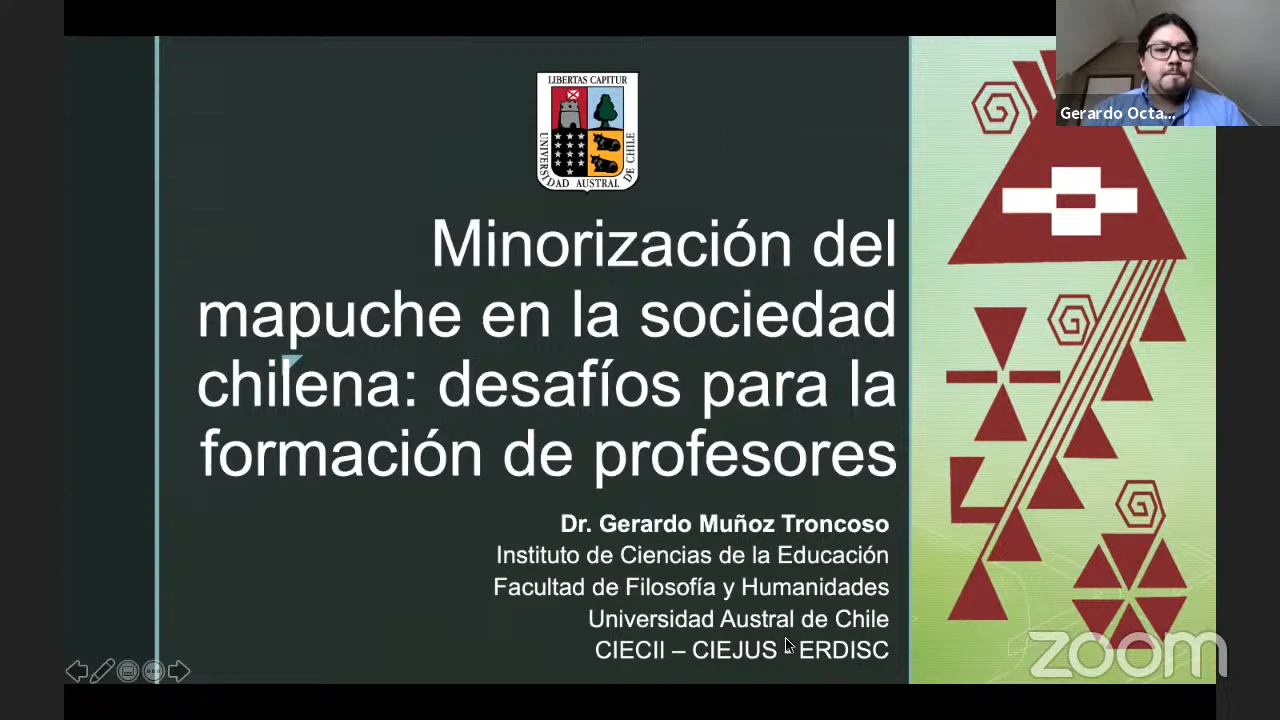 LIBERTAS CAPITUR
UNIVERSIDAD AUSTRAL DE CHILE
Minorización del
mapuche en la sociedad
chilena: desafíos para la
formación de profesores
Dr. Gerardo Muñoz Troncoso
Instituto de Ciencias de la Educación
Facultad de Filosofía y Humanidades
Universidad Austral de Chile
CIECII – CIEJUS - ERDISC
Gerardo Octa...
zoom